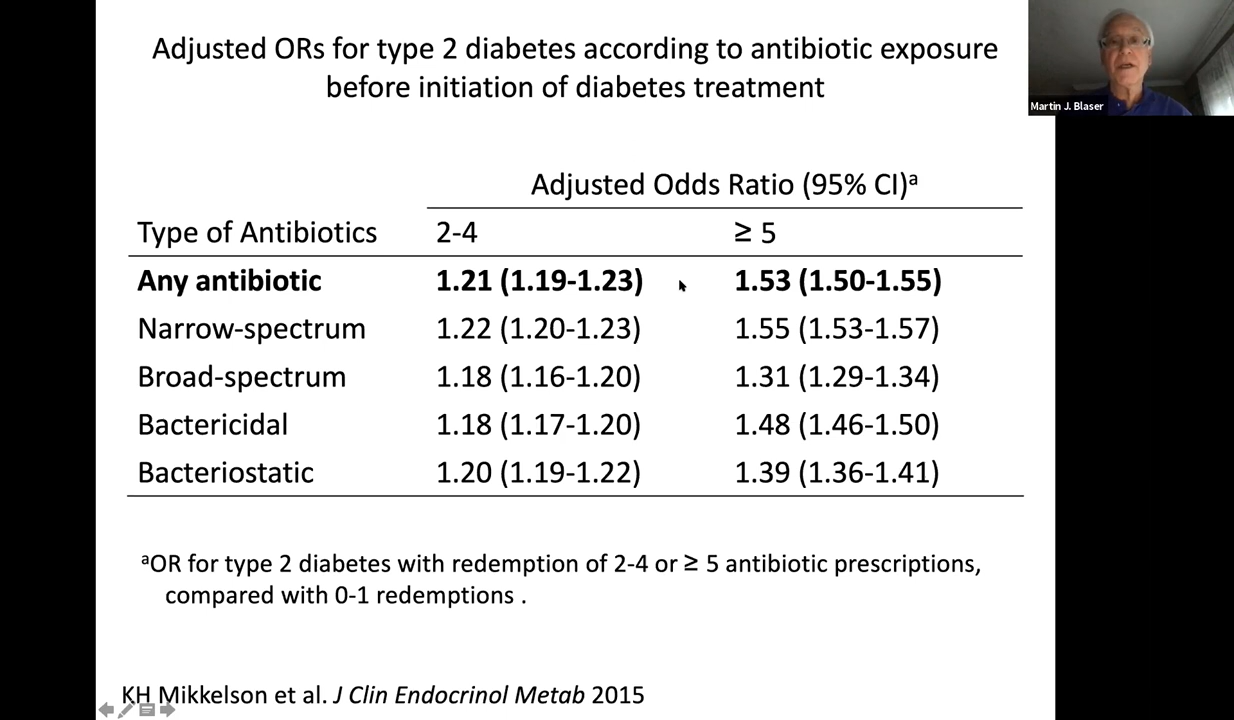 Adjusted ORs for type 2 diabetes according to antibiotic exposure
before initiation of diabetes treatment
Martin J. Blaser
Adjusted Odds Ratio (95% CI)ᵃ
Type of Antibiotics 2-4 ≥ 5
Any antibiotic 1.21 (1.19-1.23) 1.53 (1.50-1.55)
Narrow-spectrum 1.22 (1.20-1.23) 1.55 (1.53-1.57)
Broad-spectrum 1.18 (1.16-1.20) 1.31 (1.29-1.34)
Bactericidal 1.18 (1.17-1.20) 1.48 (1.46-1.50)
Bacteriostatic 1.20 (1.19-1.22) 1.39 (1.36-1.41)
ᵃOR for type 2 diabetes with redemption of 2-4 or ≥ 5 antibiotic prescriptions,
compared with 0-1 redemptions .
KH Mikkelson et al. J Clin Endocrinol Metab 2015